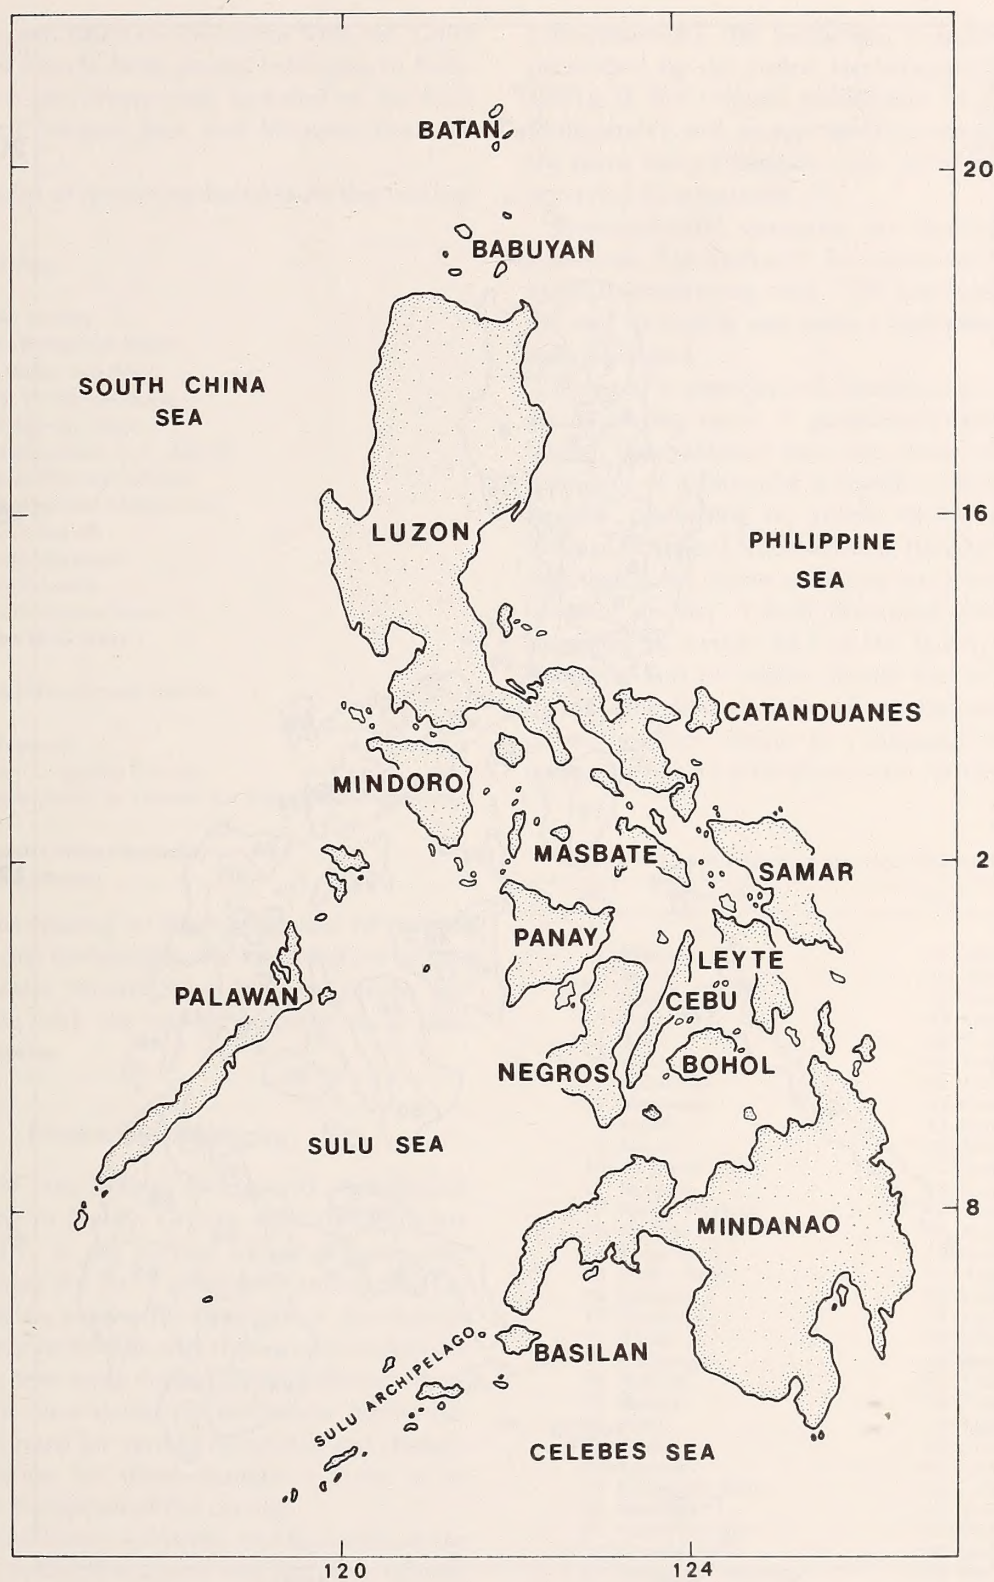 BATAN
20
BABUYAN
SOUTH CHINA
SEA
LUZON
16
PHILIPPINE
SEA
CATANDUANES
MINDORO
MASBATE
2
SAMAR
PANAY
LEYTE
PALAWAN
CEBU
NEGROS
BOHOL
SULU SEA
8
MINDANAO
SULU ARCHIPELAGO
BASILAN
CELEBES SEA
120
124